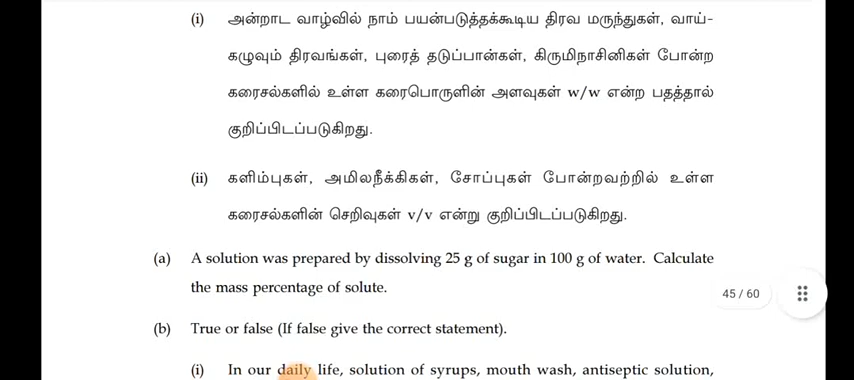 (i) அன்றாட வாழ்வில் நாம் பயன்படுத்தக்கூடிய திரவ மருந்துகள், வாய்-
கழுவும் திரவங்கள், புரைத் தடுப்பான்கள், கிருமிநாசினிகள் போன்ற
கரைசல்களில் உள்ள கரைபொருளின் அளவுகள் w/w என்ற பதத்தால்
குறிப்பிடப்படுகிறது.
(ii) களிம்புகள், அமிலநீக்கிகள், சோப்புகள் போன்றவற்றில் உள்ள
கரைசல்களின் செறிவுகள் v/v என்று குறிப்பிடப்படுகிறது.
(a) A solution was prepared by dissolving 25 g of sugar in 100 g of water. Calculate
the mass percentage of solute.
45 / 60
(b) True or false (If false give the correct statement).
(i) In our daily life, solution of syrups, mouth wash, antiseptic solution,